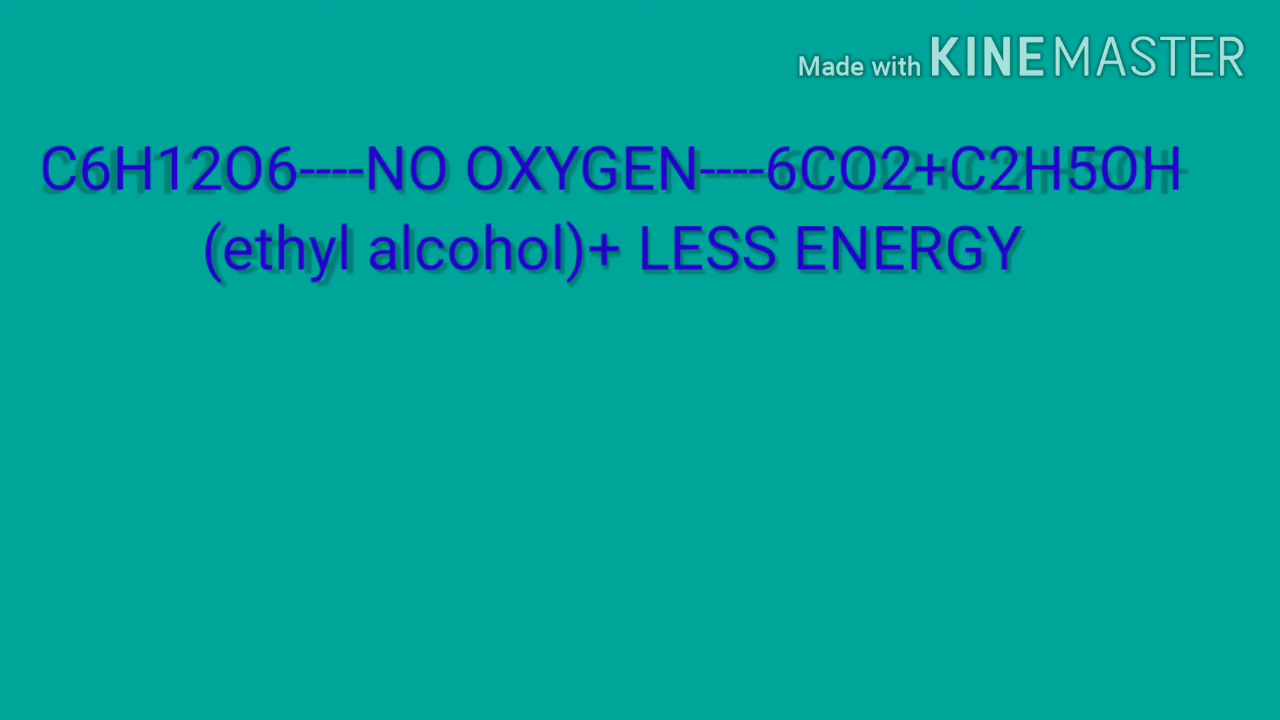 Made with KINEMASTER
C6H12O6----NO OXYGEN----6CO2+C2H5OH
(ethyl alcohol)+ LESS ENERGY